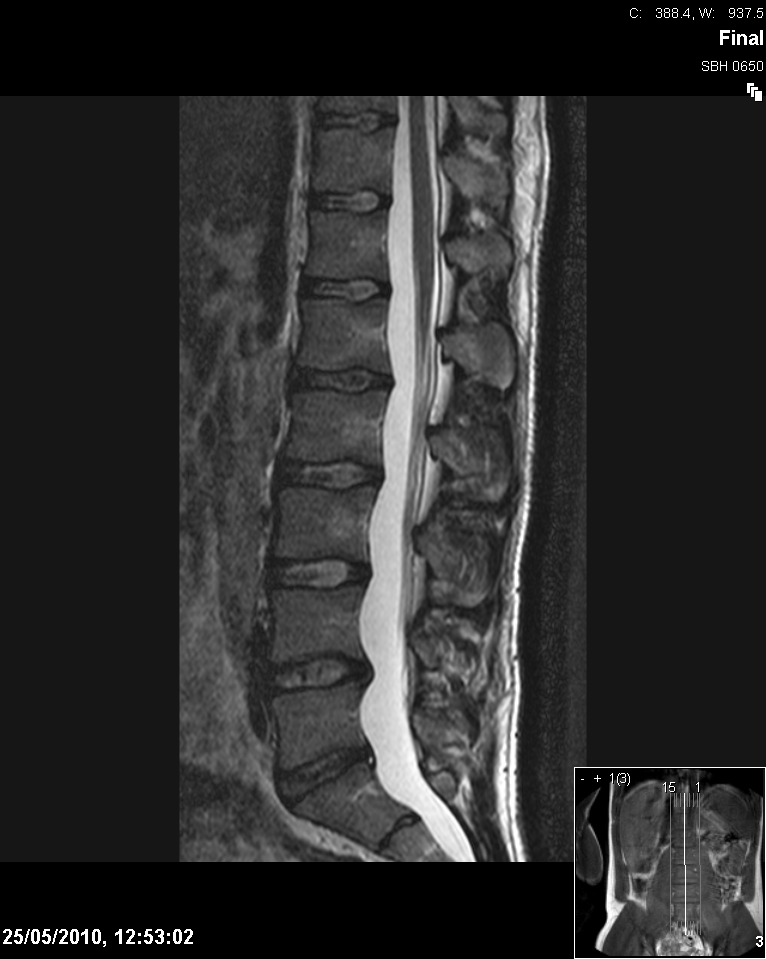 C: 388.4, W: 937.5
Final
SBH 0650
- + 1(3)
15 1
25/05/2010, 12:53:02
3